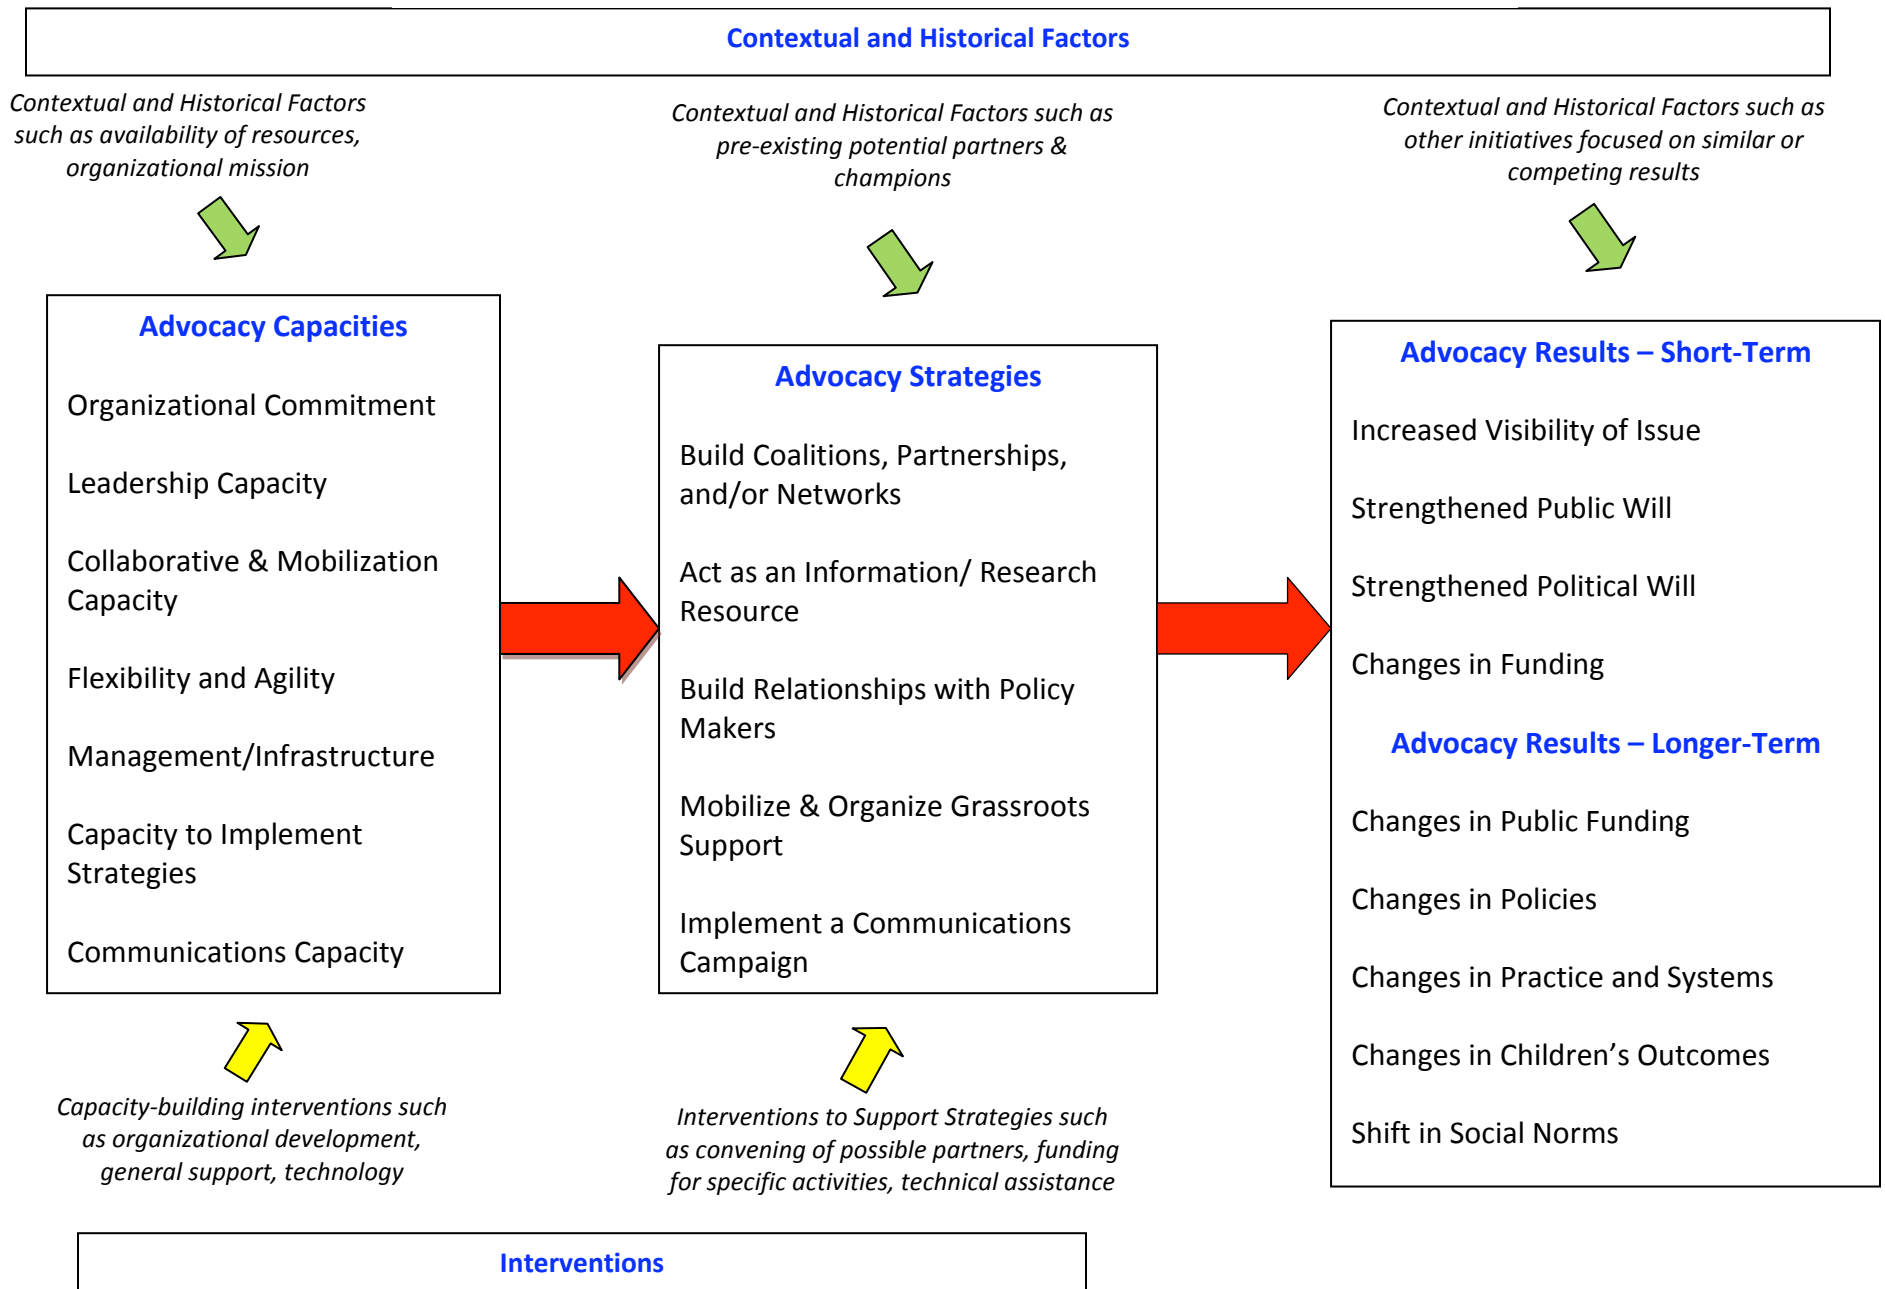 Contextual and Historical Factors
Contextual and Historical Factors
such as availability of resources,
organizational mission
Contextual and Historical Factors such as
pre-existing potential partners &
champions
Contextual and Historical Factors such as
other initiatives focused on similar or
competing results
Advocacy Capacities
Organizational Commitment
Leadership Capacity
Collaborative & Mobilization
Capacity
Flexibility and Agility
Management/Infrastructure
Capacity to Implement
Strategies
Communications Capacity
Advocacy Strategies
Build Coalitions, Partnerships,
and/or Networks
Act as an Information/ Research
Resource
Build Relationships with Policy
Makers
Mobilize & Organize Grassroots
Support
Implement a Communications
Campaign
Advocacy Results – Short-Term
Increased Visibility of Issue
Strengthened Public Will
Strengthened Political Will
Changes in Funding
Advocacy Results – Longer-Term
Changes in Public Funding
Changes in Policies
Changes in Practice and Systems
Changes in Children’s Outcomes
Shift in Social Norms
Capacity-building interventions such
as organizational development,
general support, technology
Interventions to Support Strategies such
as convening of possible partners, funding
for specific activities, technical assistance
Interventions